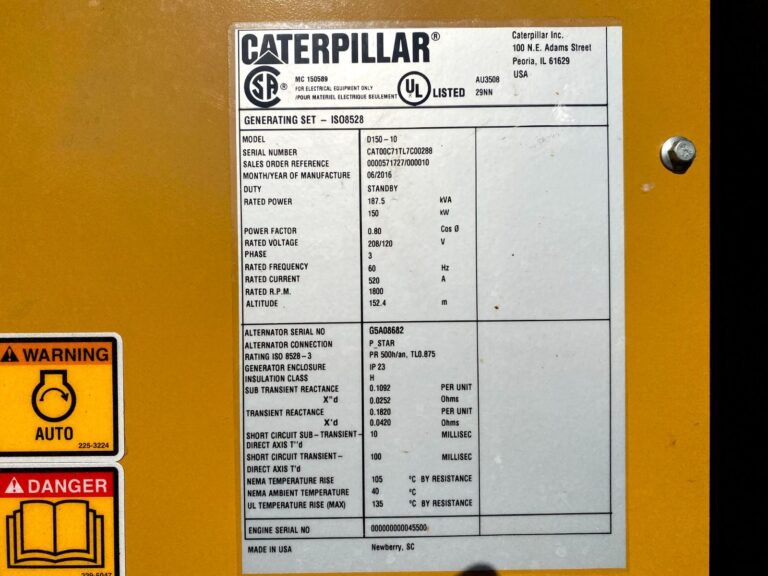 CATERPILLAR®
Caterpillar Inc.
100 N.E. Adams Street
Peoria, IL 61629
USA
SA®
MC 150589
FOR ELECTRICAL EQUIPMENT ONLY
/POUR MATERIEL ELECTRIQUE SEULEMENT
UL LISTED
AU3508
29NN
GENERATING SET - ISO8528
MODEL D150-10
SERIAL NUMBER CAT00C71TL7C00288
SALES ORDER REFERENCE 0000571727/000010
MONTH/YEAR OF MANUFACTURE 06/2016
DUTY STANDBY
RATED POWER 187.5 kVA
150 kW
POWER FACTOR 0.80 Cos Ø
RATED VOLTAGE 208/120 V
PHASE 3
RATED FREQUENCY 60 Hz
RATED CURRENT 520 A
RATED R.P.M. 1800
ALTITUDE 152.4 m
ALTERNATOR SERIAL NO G5A08682
ALTERNATOR CONNECTION P_STAR
RATING ISO 8528-3 PR 500h/an, TL0.875
GENERATOR ENCLOSURE IP 23
INSULATION CLASS H
SUB TRANSIENT REACTANCE 0.1092 PER UNIT
X"d 0.0252 Ohms
TRANSIENT REACTANCE 0.1820 PER UNIT
X'd 0.0420 Ohms
SHORT CIRCUIT SUB-TRANSIENT- 10 MILLISEC
DIRECT AXIS T"d
SHORT CIRCUIT TRANSIENT- 100 MILLISEC
DIRECT AXIS T'd
NEMA TEMPERATURE RISE 105 °C BY RESISTANCE
NEMA AMBIENT TEMPERATURE 40 °C
UL TEMPERATURE RISE (MAX) 135 °C BY RESISTANCE
ENGINE SERIAL NO 000000000045500
MADE IN USA Newberry, SC
WARNING
AUTO
225-3224
DANGER